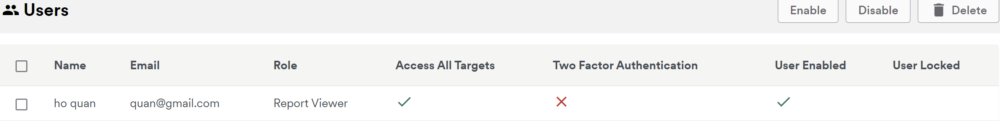 Users
Enable Disable Delete
Name Email Role Access All Targets Two Factor Authentication User Enabled User Locked
ho quan quan@gmail.com Report Viewer